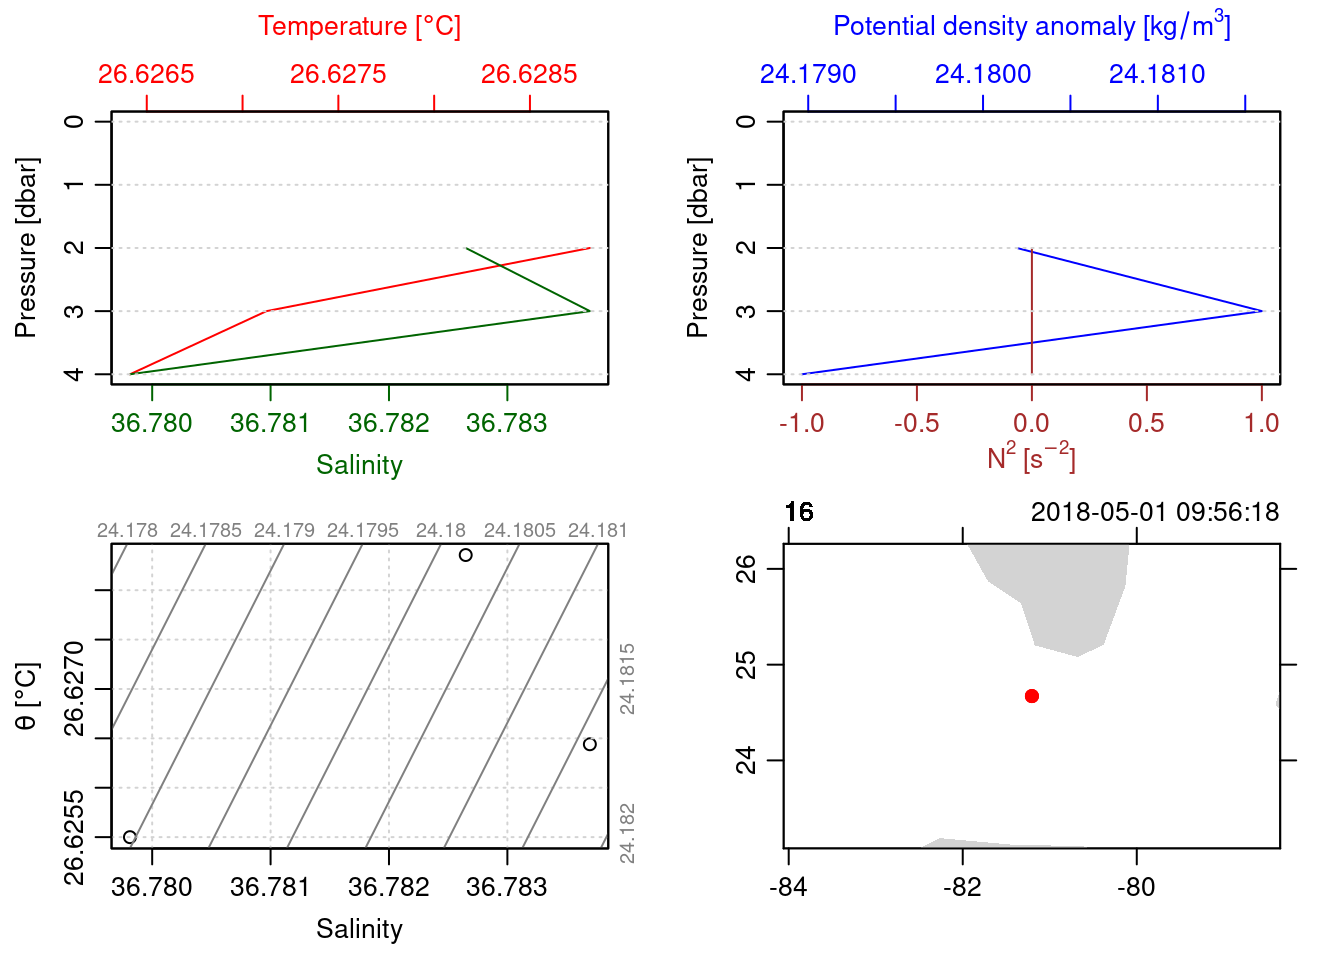 Temperature [°C]
26.6265 26.6275 26.6285
0
1
2
3
4
Pressure [dbar]
36.780 36.781 36.782 36.783
Salinity
Potential density anomaly [kg/m³]
24.1790 24.1800 24.1810
0
1
2
3
4
Pressure [dbar]
-1.0 -0.5 0.0 0.5 1.0
N² [s⁻²]
24.178 24.1785 24.179 24.1795 24.18 24.1805 24.181
24.1815
24.182
26.6270
26.6255
θ [°C]
36.780 36.781 36.782 36.783
Salinity
16 2018-05-01 09:56:18
26
25
24
-84 -82 -80